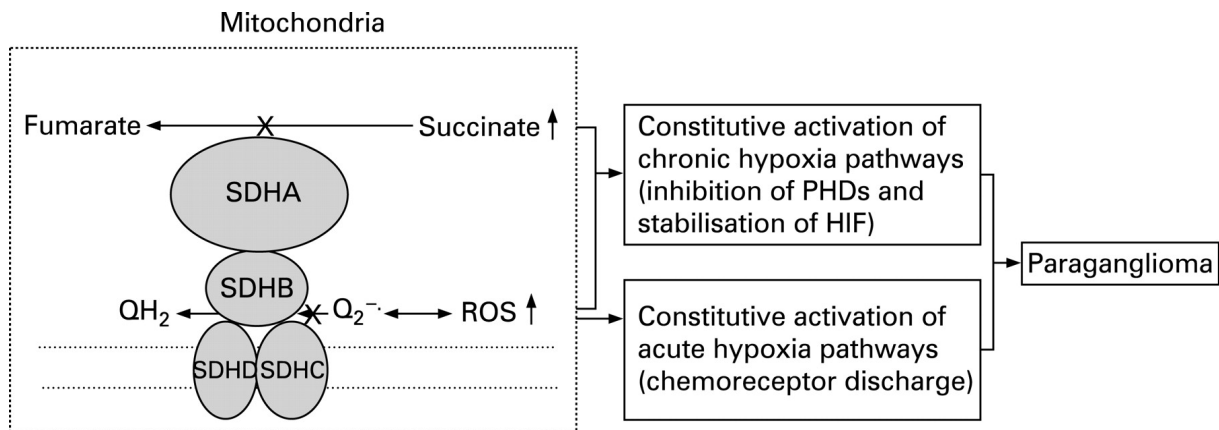 Mitochondria
Fumarate
Succinate ↑
SDHA
SDHB
QH₂
X
X
Q₂⁻·
ROS ↑
SDHD
SDHC
Constitutive activation of
chronic hypoxia pathways
(inhibition of PHDs and
stabilisation of HIF)
Constitutive activation of
acute hypoxia pathways
(chemoreceptor discharge)
Paraganglioma